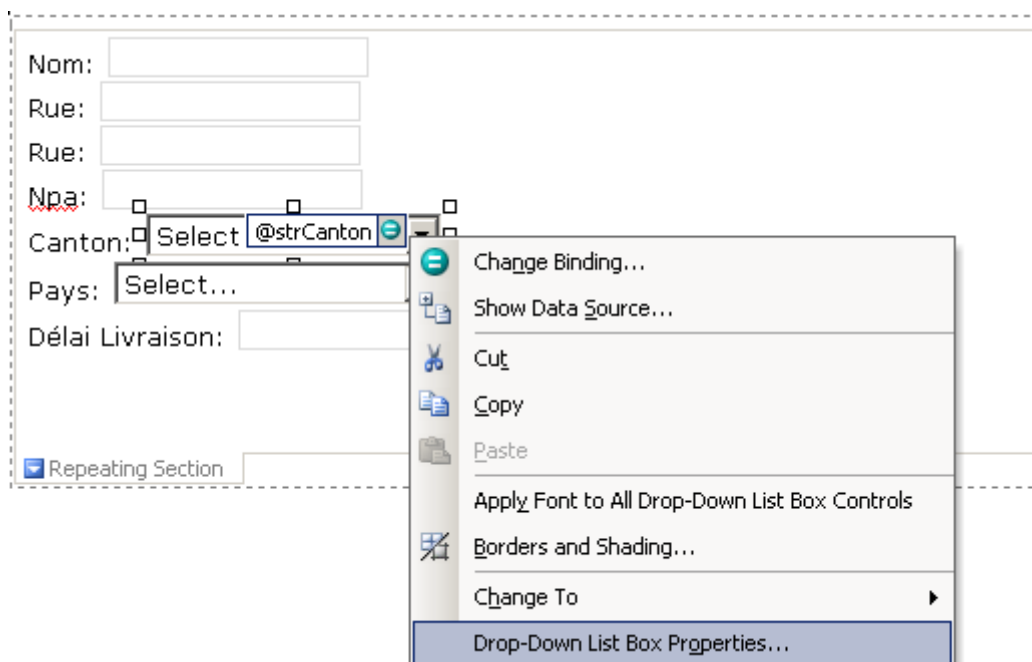 Nom:
Rue:
Rue:
Npa:
Canton: Select @strCanton
Pays: Select...
Délai Livraison:
Repeating Section
Change Binding...
Show Data Source...
Cut
Copy
Paste
Apply Font to All Drop-Down List Box Controls
Borders and Shading...
Change To
Drop-Down List Box Properties...